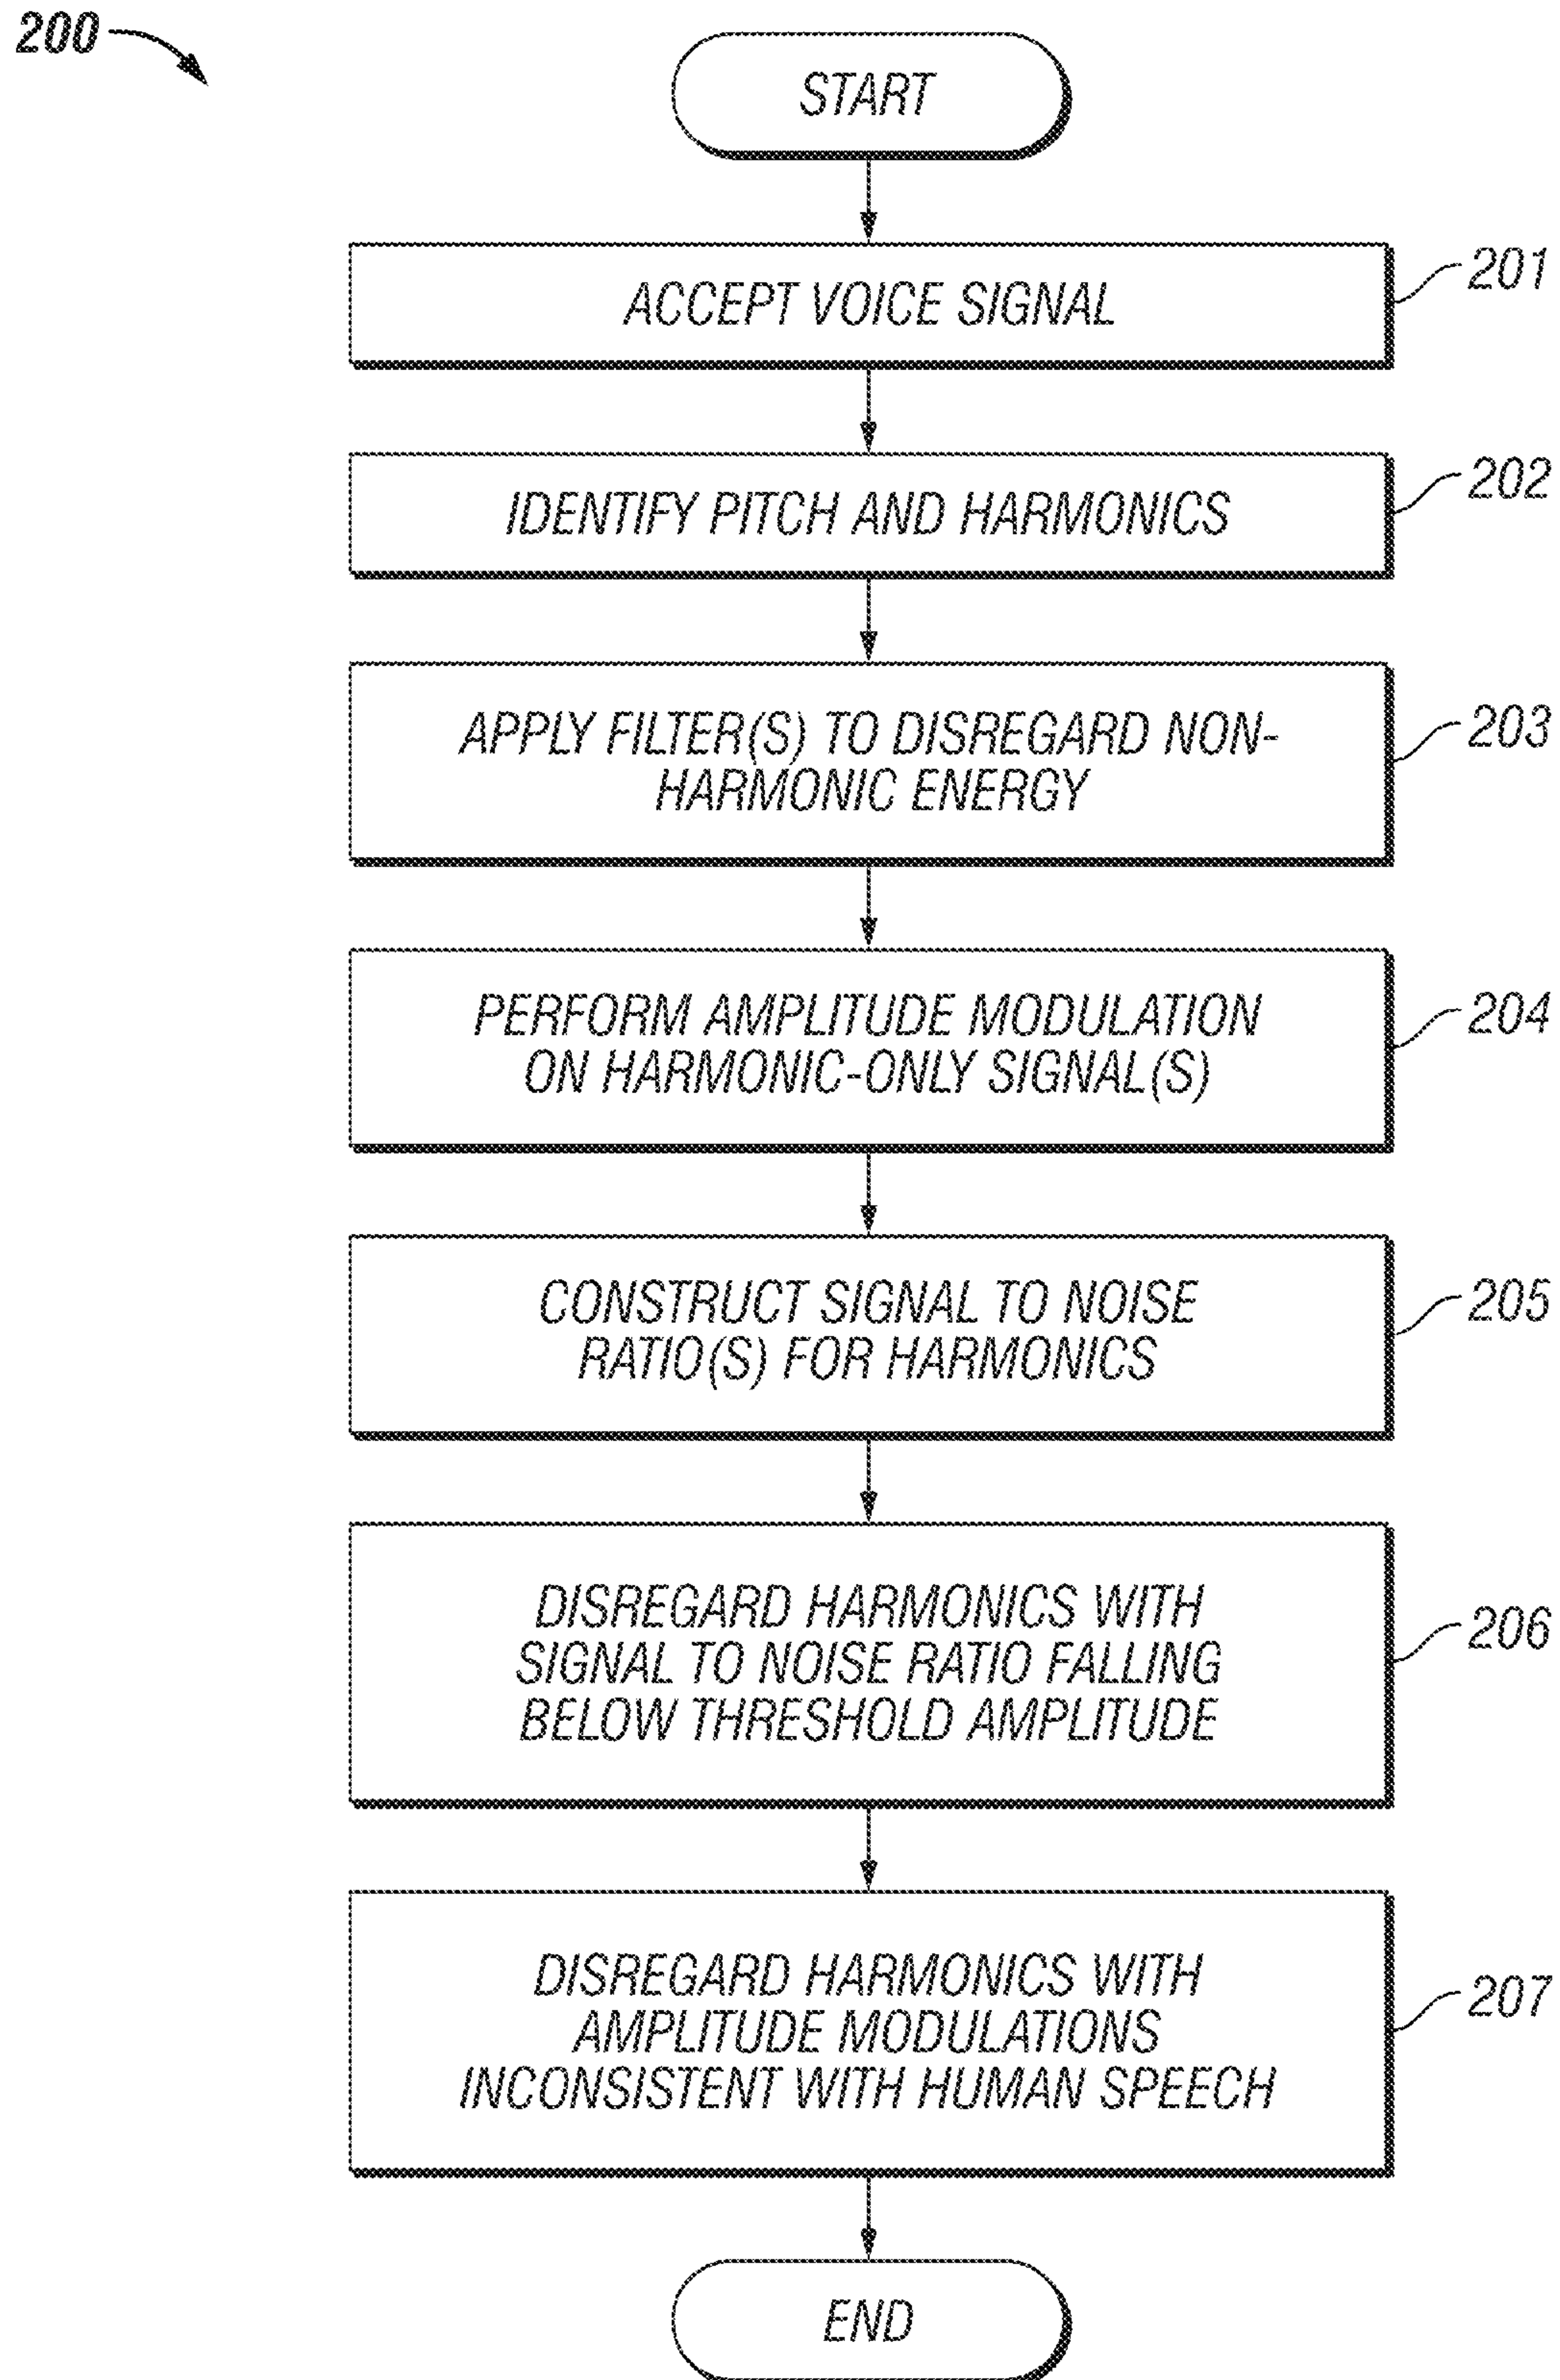 200
START
ACCEPT VOICE SIGNAL
201
IDENTIFY PITCH AND HARMONICS
202
APPLY FILTER(S) TO DISREGARD NON-
HARMONIC ENERGY
203
PERFORM AMPLITUDE MODULATION
ON HARMONIC-ONLY SIGNAL(S)
204
CONSTRUCT SIGNAL TO NOISE
RATIO(S) FOR HARMONICS
205
DISREGARD HARMONICS WITH
SIGNAL TO NOISE RATIO FALLING
BELOW THRESHOLD AMPLITUDE
206
DISREGARD HARMONICS WITH
AMPLITUDE MODULATIONS
INCONSISTENT WITH HUMAN SPEECH
207
END